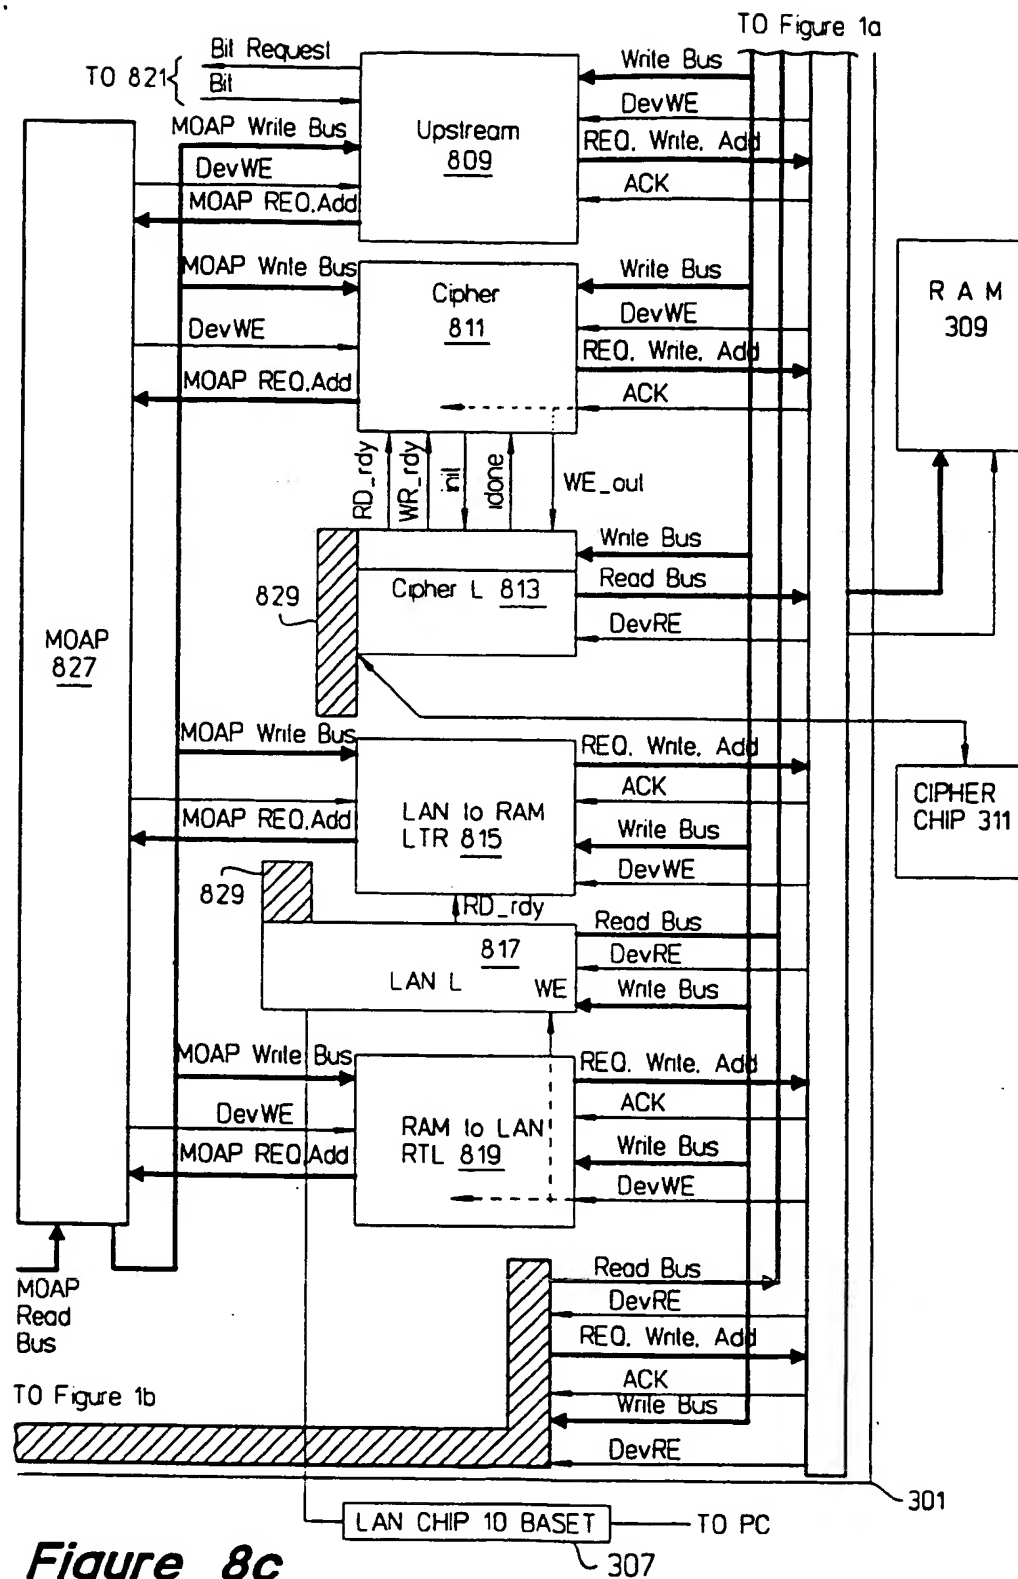 TO Figure 1a
Bit Request
TO 821
Bit
Write Bus
DevWE
MOAP Write Bus
Upstream
809
REQ. Write. Add
DevWE
ACK
MOAP REQ.Add
MOAP Write Bus
Cipher
811
Write Bus
DevWE
DevWE
REQ. Write. Add
MOAP REQ.Add
ACK
RAM
309
RD_rdy
WR_rdy
init
idone
WE_out
Write Bus
829
Cipher L 813
Read Bus
DevRE
MOAP
827
MOAP Write Bus
REQ. Write. Add
ACK
MOAP REQ.Add
LAN to RAM
LTR 815
Write Bus
DevWE
CIPHER
CHIP 311
829
RD_rdy
Read Bus
817
DevRE
LAN L
WE
Write Bus
MOAP Write Bus
REQ. Write. Add
DevWE
ACK
RAM to LAN
RTL 819
MOAP REQ.Add
Write Bus
DevWE
MOAP
Read
Bus
Read Bus
DevRE
REQ. Write. Add
ACK
Write Bus
TO Figure 1b
DevRE
301
LAN CHIP 10 BASET
TO PC
307
Figure 8c